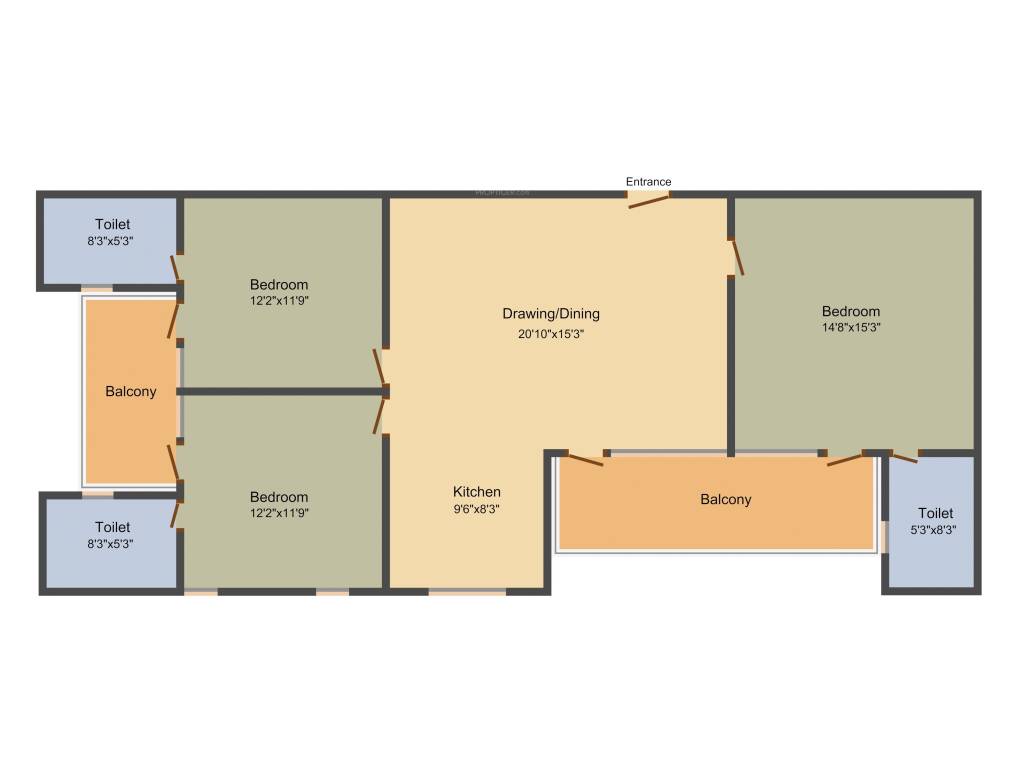 Entrance
PROPTIGER.COM
Toilet
8'3"x5'3"
Bedroom
12'2"x11'9"
Drawing/Dining
20'10"x15'3"
Bedroom
14'8"x15'3"
Balcony
Bedroom
12'2"x11'9"
Kitchen
9'6"x8'3"
Balcony
Toilet
5'3"x8'3"
Toilet
8'3"x5'3"